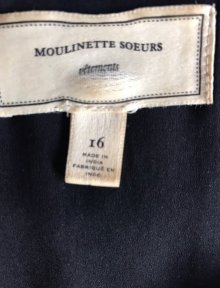 MOULINETTE SOEURS
vêtements
16
MADE IN
INDIA
FABRIQUÉ EN
INDE